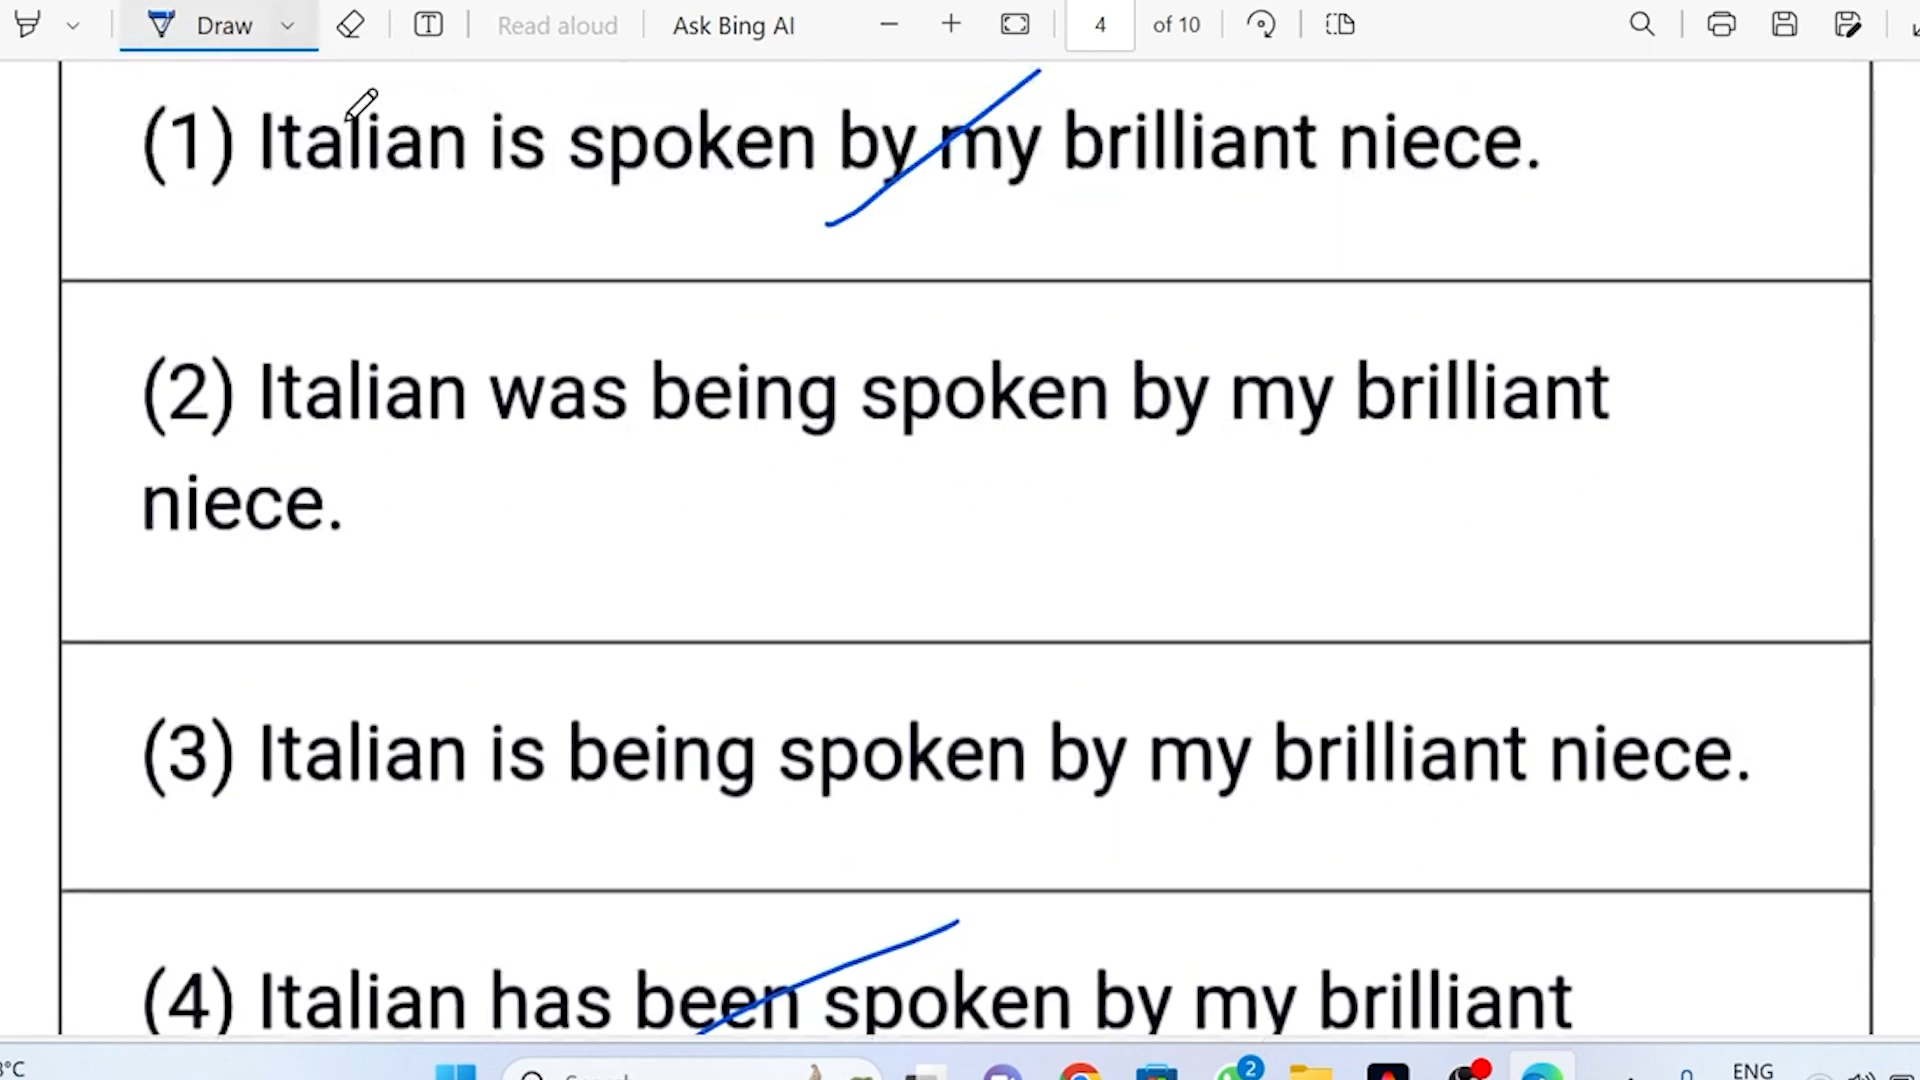 Draw
Read aloud
Ask Bing AI
4
of 10
(1) Italian is spoken by my brilliant niece.
(2) Italian was being spoken by my brilliant
niece.
(3) Italian is being spoken by my brilliant niece.
(4) Italian has been spoken by my brilliant
2
ENG